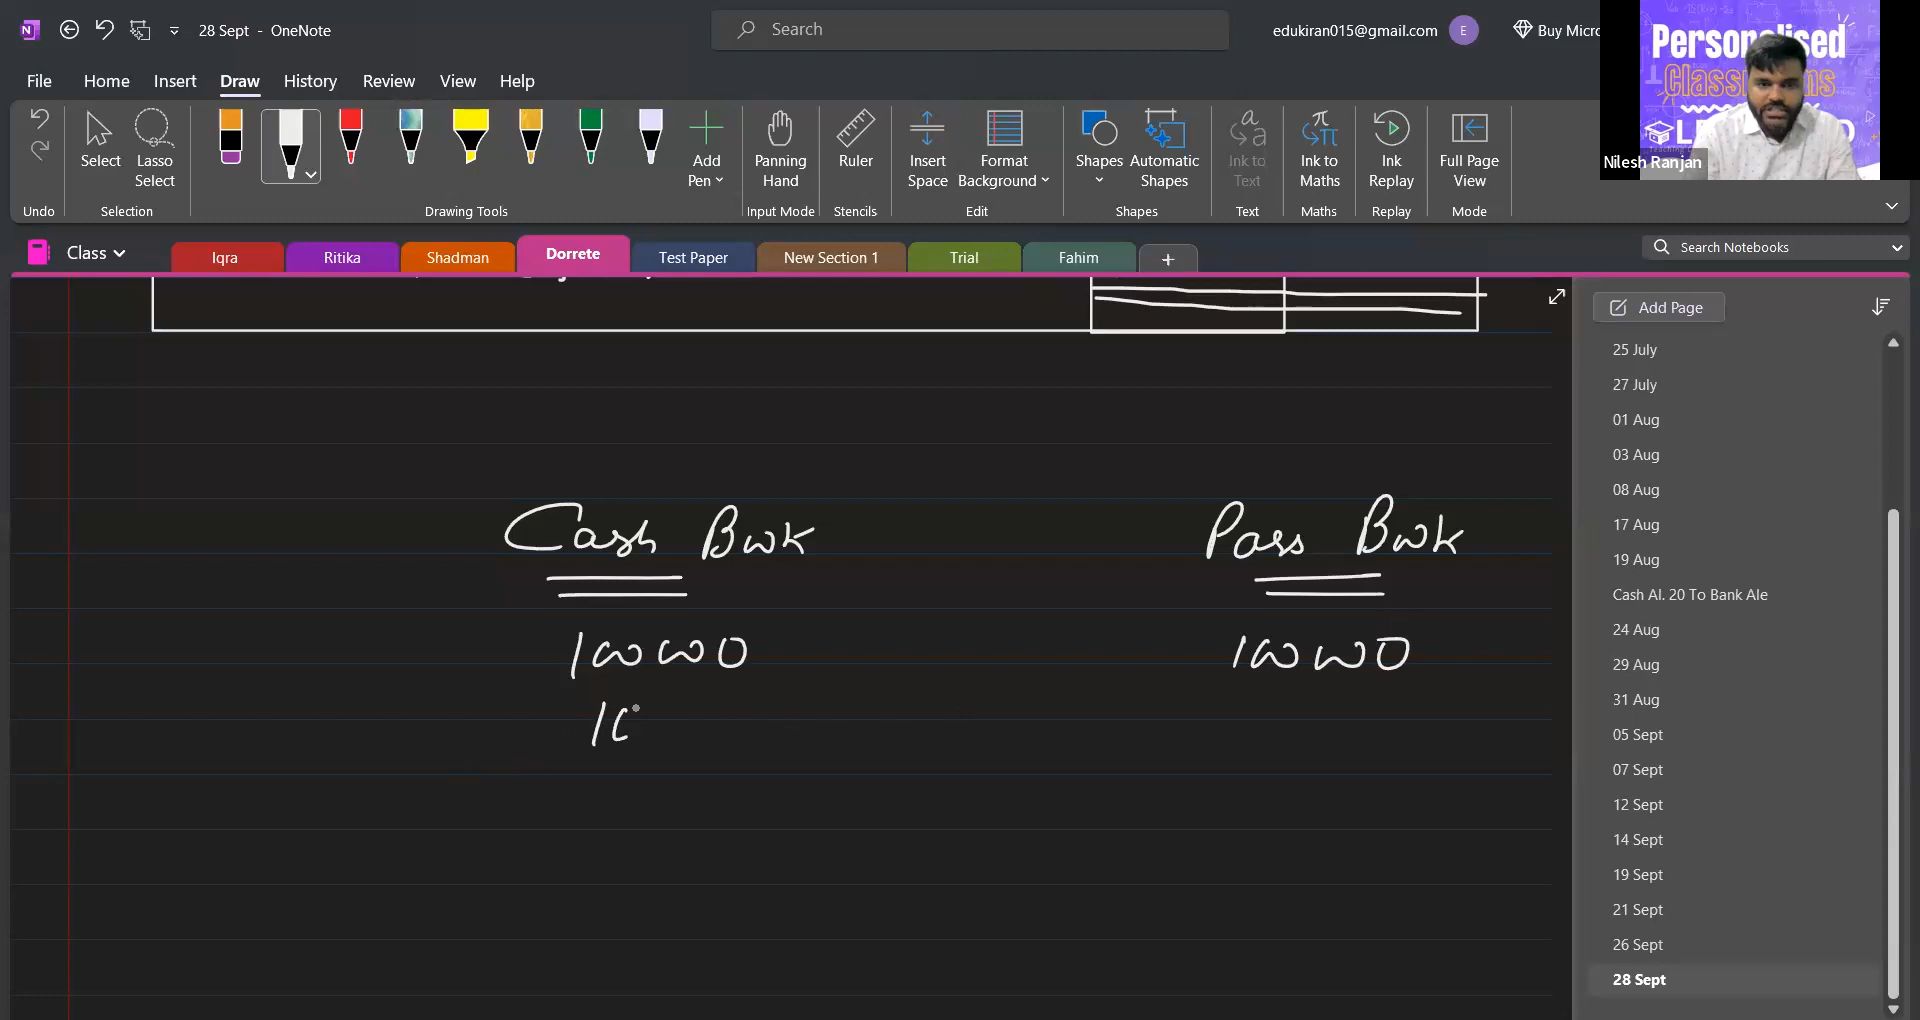 28 Sept - OneNote
Search
edukiran015@gmail.com
E
Buy Micro
File Home Insert Draw History Review View Help
Personalised
Nilesh Ranjan
Select
Lasso Select
Add Pen
Panning Hand
Ruler
Insert Space
Format Background
Shapes
Automatic Shapes
Ink to Text
Ink to Maths
Ink Replay
Full Page View
Undo
Selection
Drawing Tools
Input Mode
Stencils
Edit
Shapes
Text
Maths
Replay
Mode
Class
Iqra
Ritika
Shadman
Dorrete
Test Paper
New Section 1
Trial
Fahim
Search Notebooks
Add Page
25 July
27 July
01 Aug
03 Aug
08 Aug
17 Aug
19 Aug
Cash Al. 20 To Bank Ale
24 Aug
29 Aug
31 Aug
05 Sept
07 Sept
12 Sept
14 Sept
19 Sept
21 Sept
26 Sept
28 Sept
Cash Book Pass Book
100000 100000